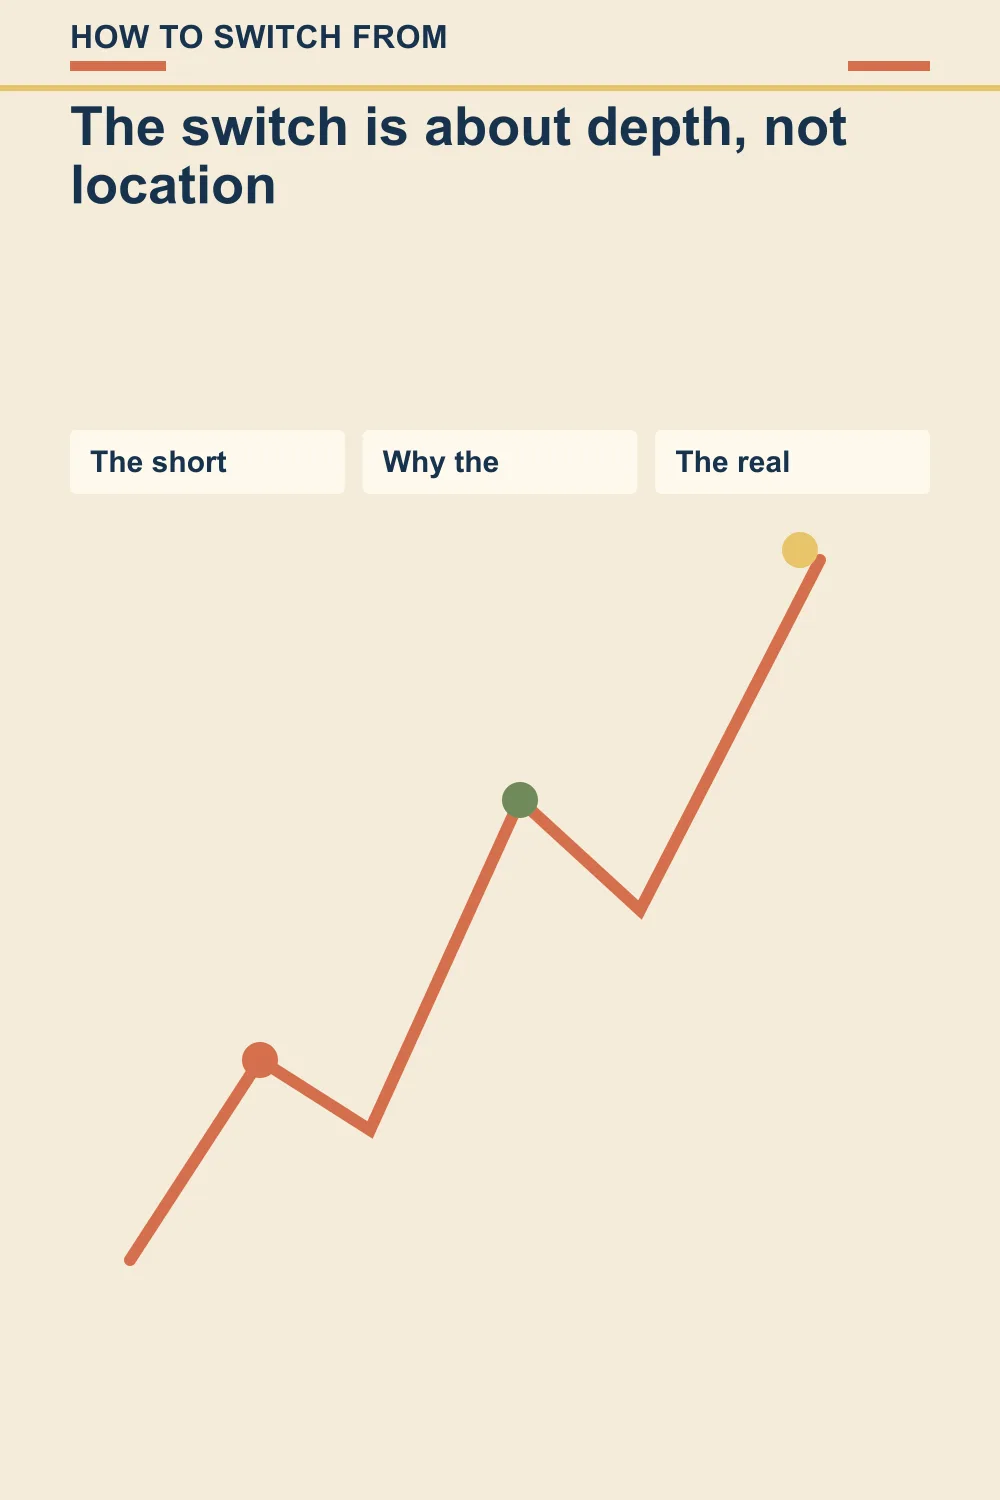 HOW TO SWITCH FROM
The switch is about depth, not
location
The short
Why the
The real